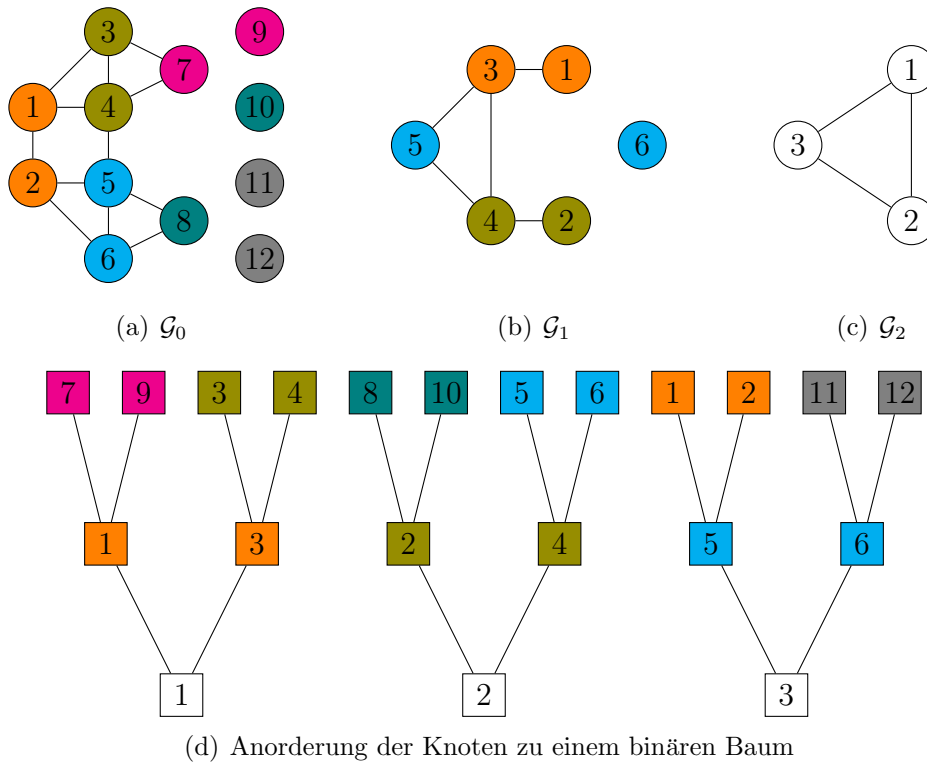 3 9 3 1 1
7
1 4 10 5 6 3
2 5 11
8 4 2 2
6 12
(a) 𝒢₀ (b) 𝒢₁ (c) 𝒢₂
7 9 3 4 8 10 5 6 1 2 11 12
1 3 2 4 5 6
1 2 3
(d) Anorderung der Knoten zu einem binären Baum